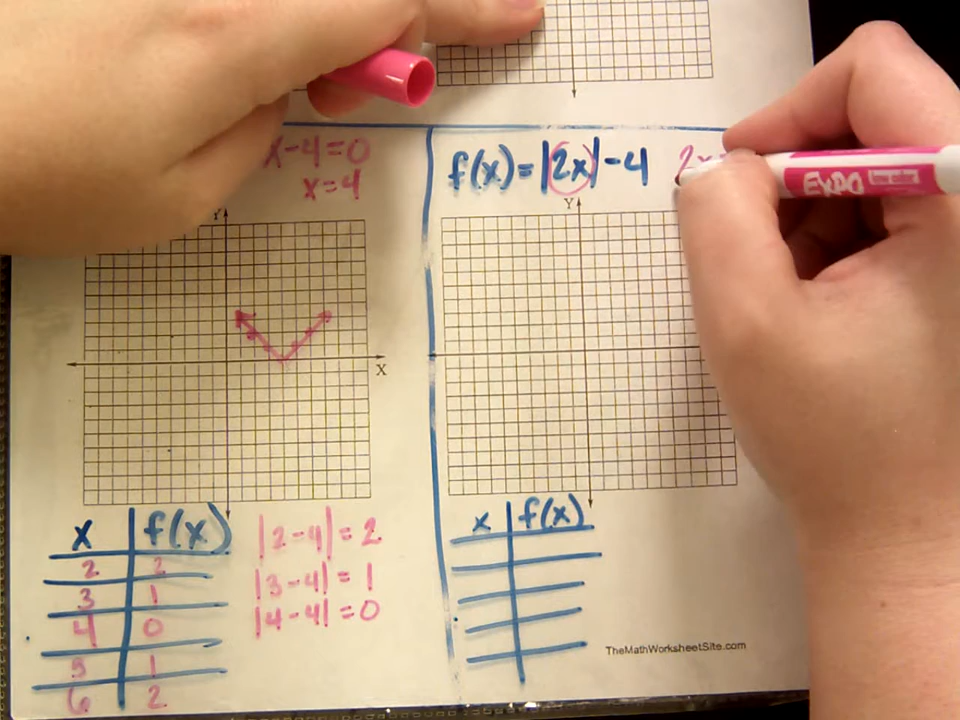 x-4=0
x=4
Y
X
x f(x)
2 2
3 1
4 0
5 1
6 2
|2-4| = 2
|3-4| = 1
|4-4| = 0
f(x) = |2x| - 4
2x
EXPO
Y
x f(x)
TheMathWorksheetSite.com